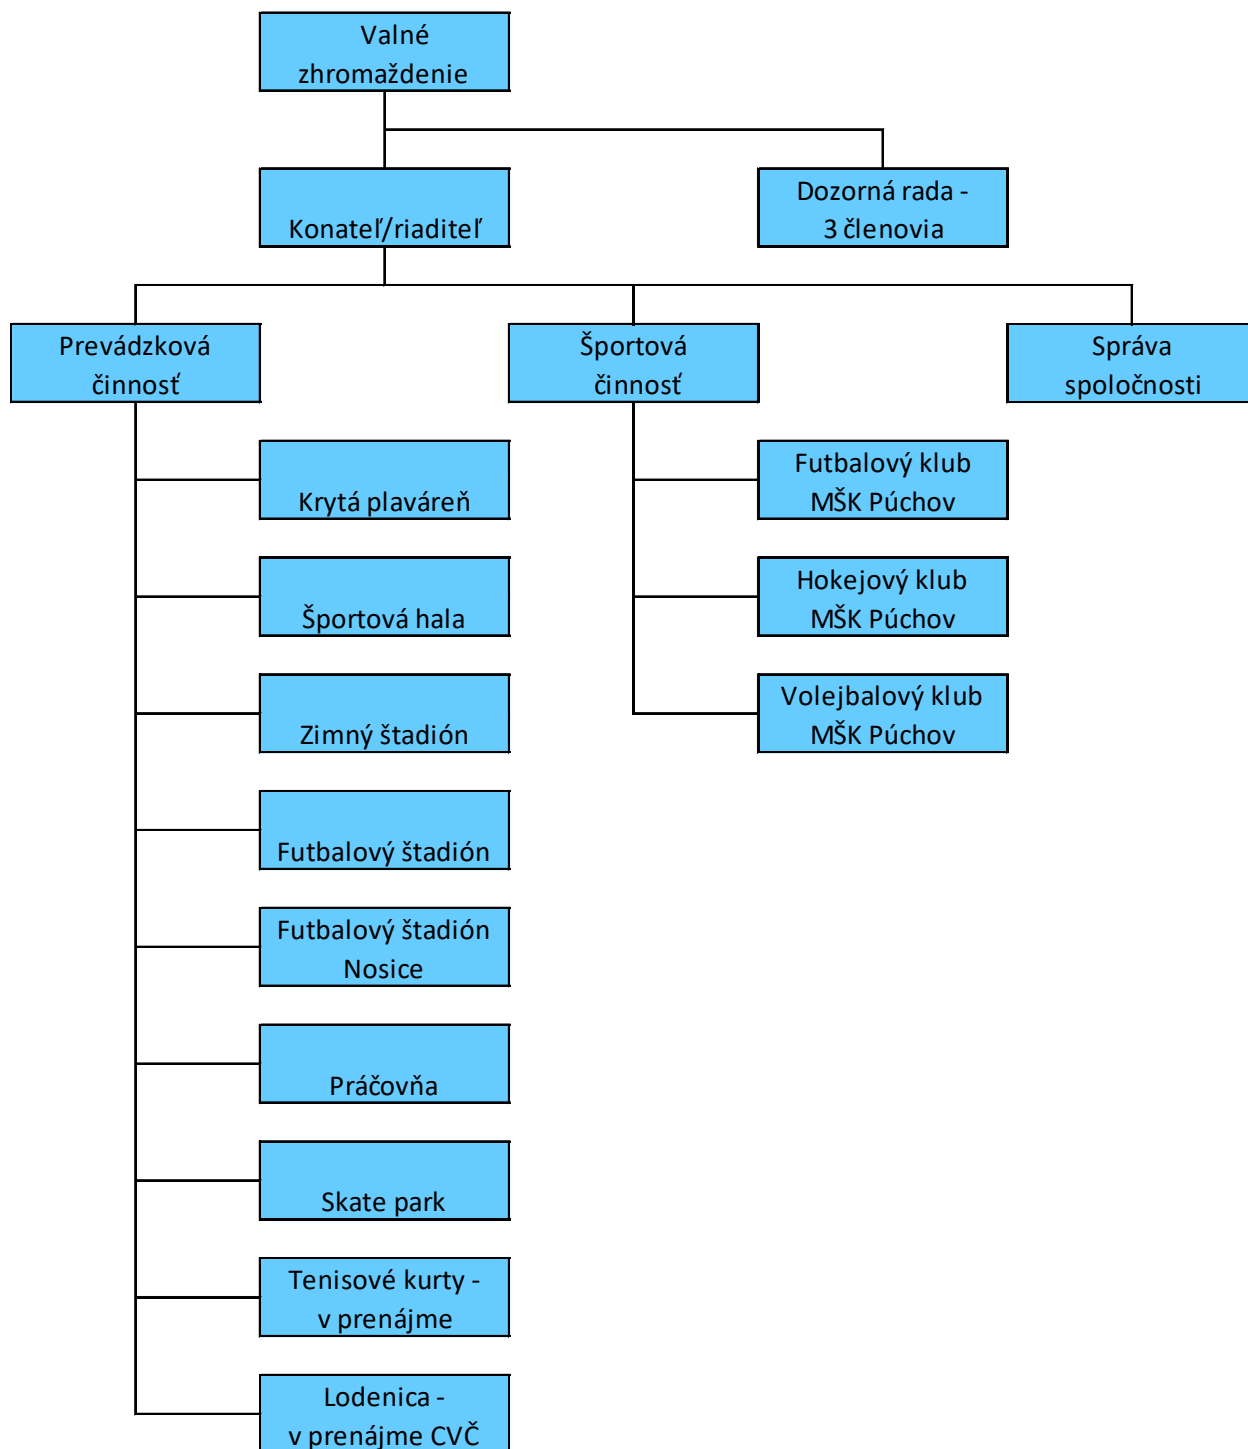 Valné
zhromaždenie
Konateľ/riaditeľ
Dozorná rada -
3 členovia
Prevádzková
činnosť
Športová
činnosť
Správa
spoločnosti
Krytá plaváreň
Športová hala
Zimný štadión
Futbalový štadión
Futbalový štadión
Nosice
Práčovňa
Skate park
Tenisové kurty -
v prenájme
Lodenica -
v prenájme CVČ
Futbalový klub
MŠK Púchov
Hokejový klub
MŠK Púchov
Volejbalový klub
MŠK Púchov